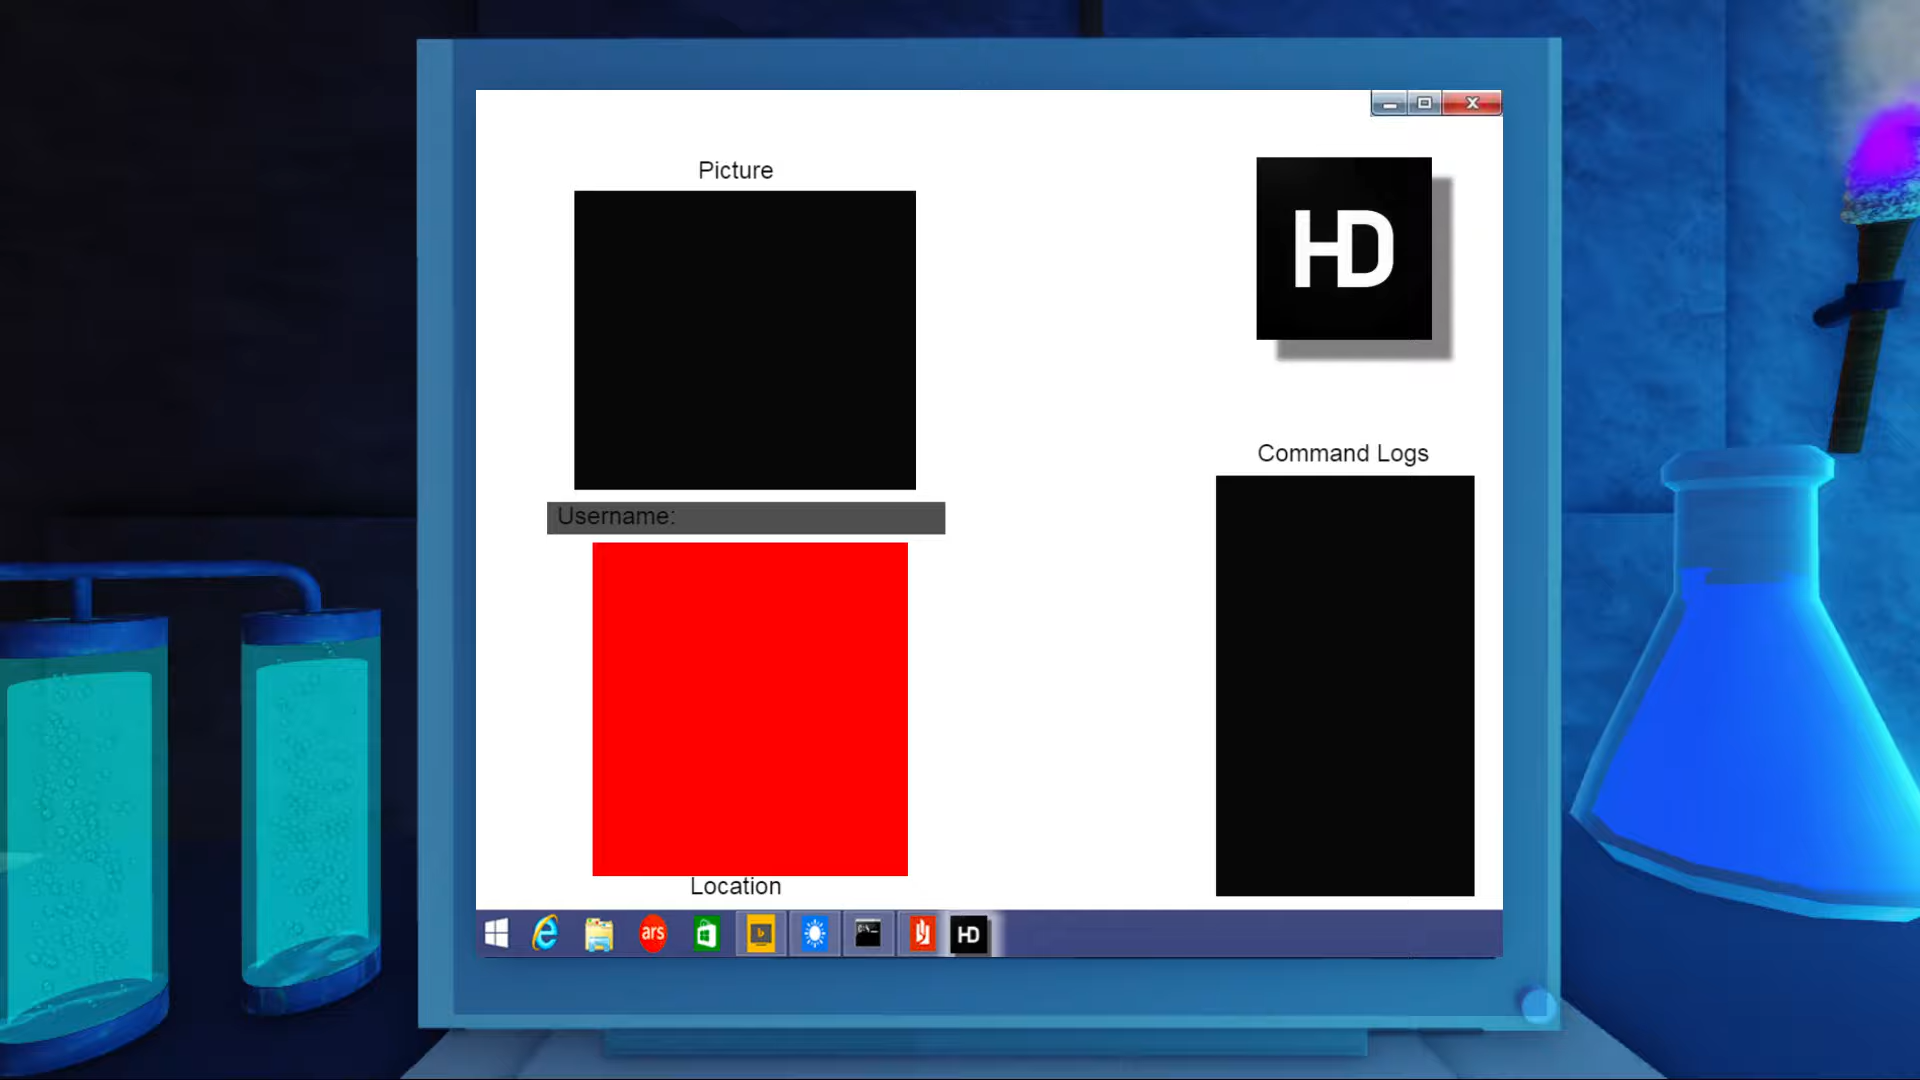 Picture
HD
Username:
Command Logs
Location
ars
b
C:\_
HD